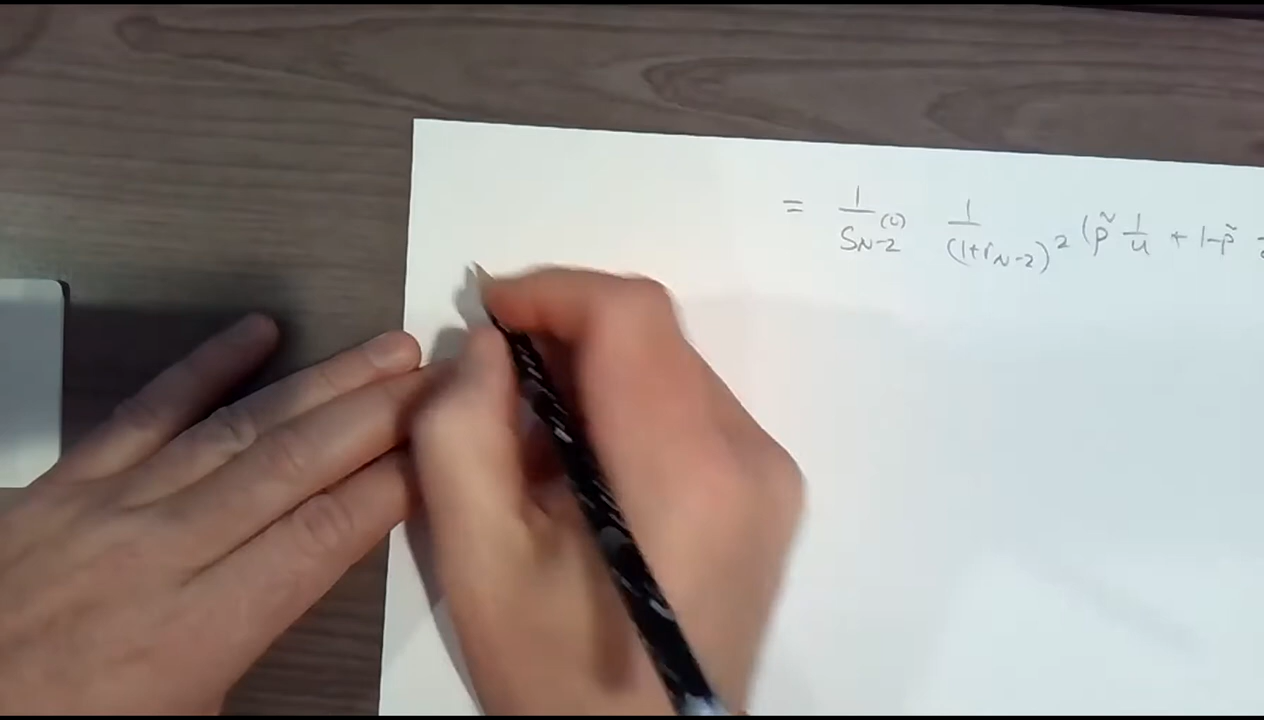 = 1/S_{N-2}^{(U)} 1/(1+r_{N-2})^2 (p̃ 1/u + 1-p̃